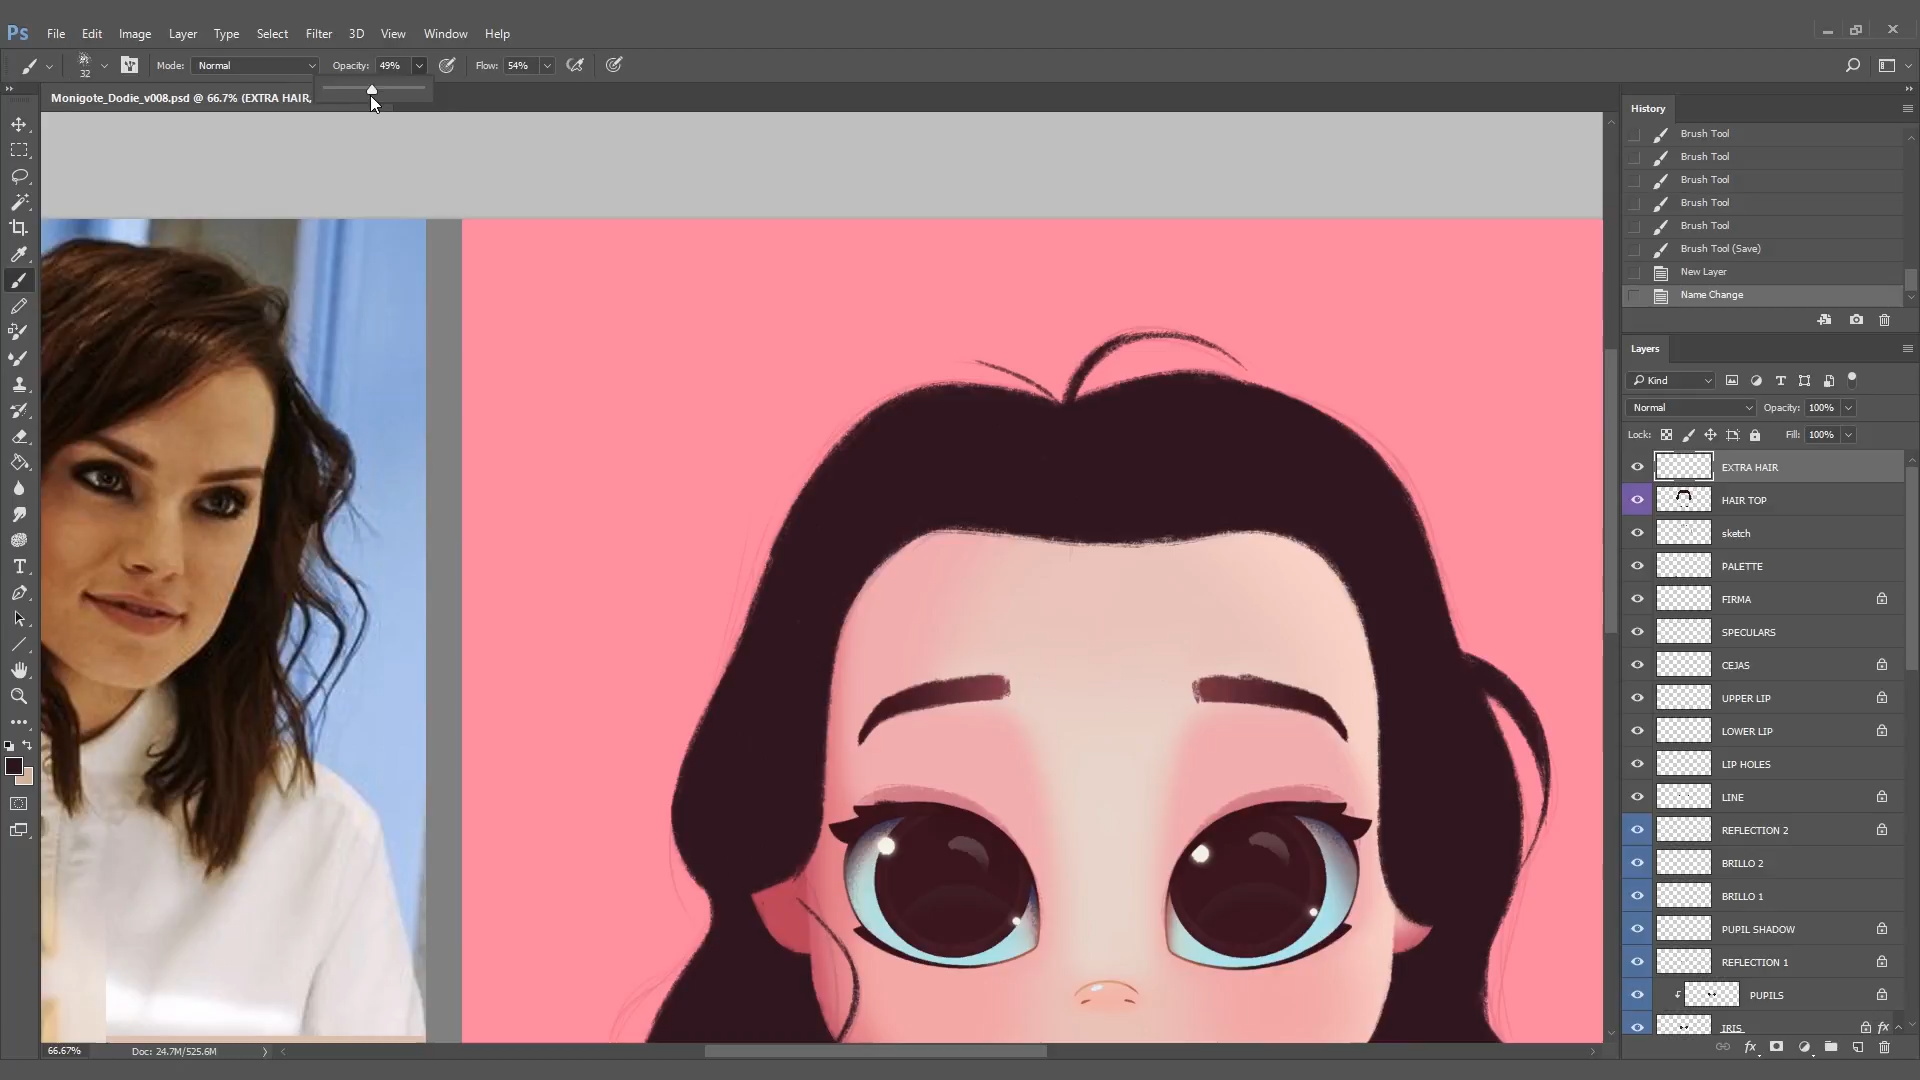 Ps File Edit Image Layer Type Select Filter 3D View Window Help
32 Mode: Normal Opacity: 49% Flow: 54%
Monigote_Dodie_v008.psd @ 66.7% (EXTRA HAIR,
History
Brush Tool
Brush Tool
Brush Tool
Brush Tool
Brush Tool
Brush Tool (Save)
New Layer
Name Change
Layers
Kind
Normal Opacity: 100%
Lock: Fill: 100%
EXTRA HAIR
HAIR TOP
sketch
PALETTE
FIRMA
SPECULARS
CEJAS
UPPER LIP
LOWER LIP
LIP HOLES
LINE
REFLECTION 2
BRILLO 2
BRILLO 1
PUPIL SHADOW
REFLECTION 1
PUPILS
IRIS fx
fx
66.67% Doc: 24.7M/525.6M